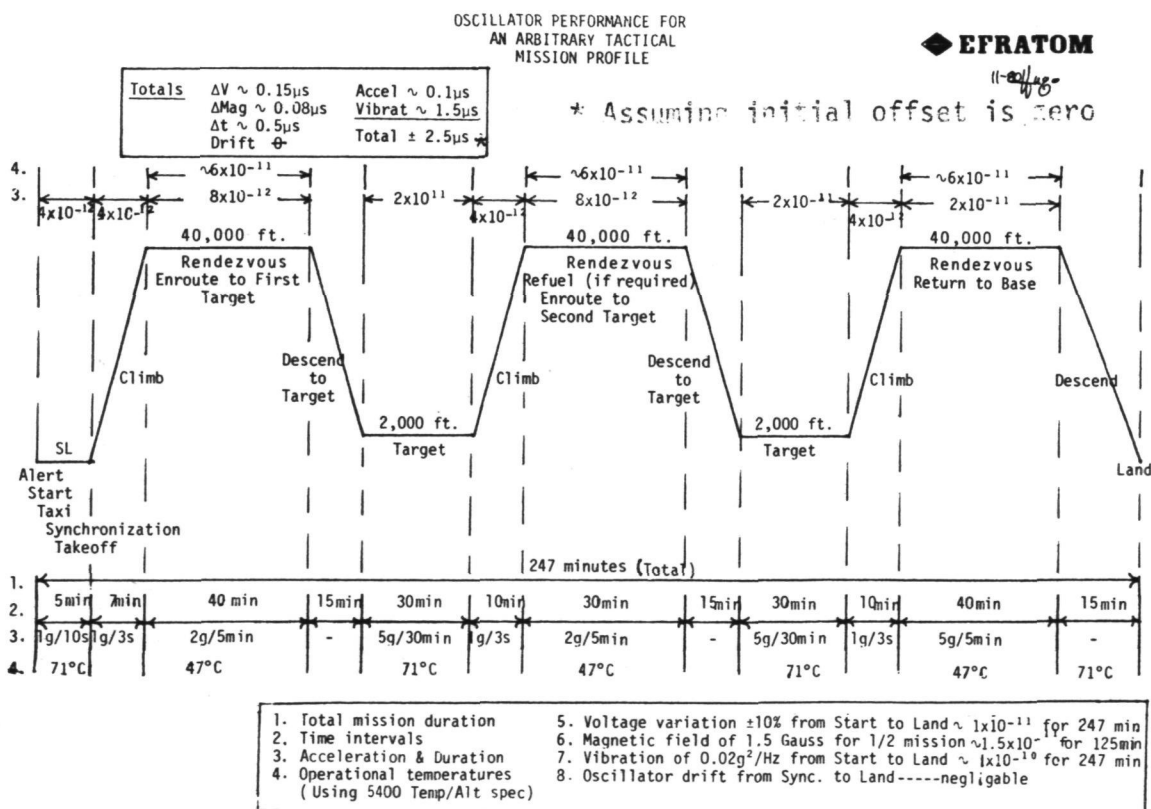 OSCILLATOR PERFORMANCE FOR
AN ARBITRARY TACTICAL
MISSION PROFILE
EFRATOM
Totals ΔV ~ 0.15µs Accel ~ 0.1µs
ΔMag ~ 0.08µs Vibrat ~ 1.5µs
Δt ~ 0.5µs Total ± 2.5µs *
Drift 0
* Assuming initial offset is zero
4. ~6x10⁻¹¹ ~6x10⁻¹¹ ~6x10⁻¹¹
3. 4x10⁻¹² 4x10⁻¹² 8x10⁻¹² 2x10¹¹ 4x10⁻¹² 8x10⁻¹² 2x10⁻¹¹ 4x10⁻¹² 2x10⁻¹¹
40,000 ft. 40,000 ft. 40,000 ft.
Rendezvous Rendezvous Rendezvous
Enroute to First Refuel (if required) Return to Base
Target Enroute to
Second Target
Climb Descend to Target Climb Descend to Target Climb Descend
2,000 ft. 2,000 ft.
SL Target Target
Alert Land
Start
Taxi
Synchronization
Takeoff
1. 247 minutes (Total)
2. 5min 7min 40 min 15min 30min 10min 30min 15min 30min 10min 40min 15min
3. 1g/10s 1g/3s 2g/5min - 5g/30min 1g/3s 2g/5min - 5g/30min 1g/3s 5g/5min -
4. 71°C 47°C 71°C 47°C 71°C 47°C 71°C
1. Total mission duration
2. Time intervals
3. Acceleration & Duration
4. Operational temperatures
(Using 5400 Temp/Alt spec)
5. Voltage variation ±10% from Start to Land ~ 1x10⁻¹¹ for 247 min
6. Magnetic field of 1.5 Gauss for 1/2 mission ~1.5x10⁻¹¹ for 125min
7. Vibration of 0.02g²/Hz from Start to Land ~ 1x10⁻¹⁰ for 247 min
8. Oscillator drift from Sync. to Land-----negligable